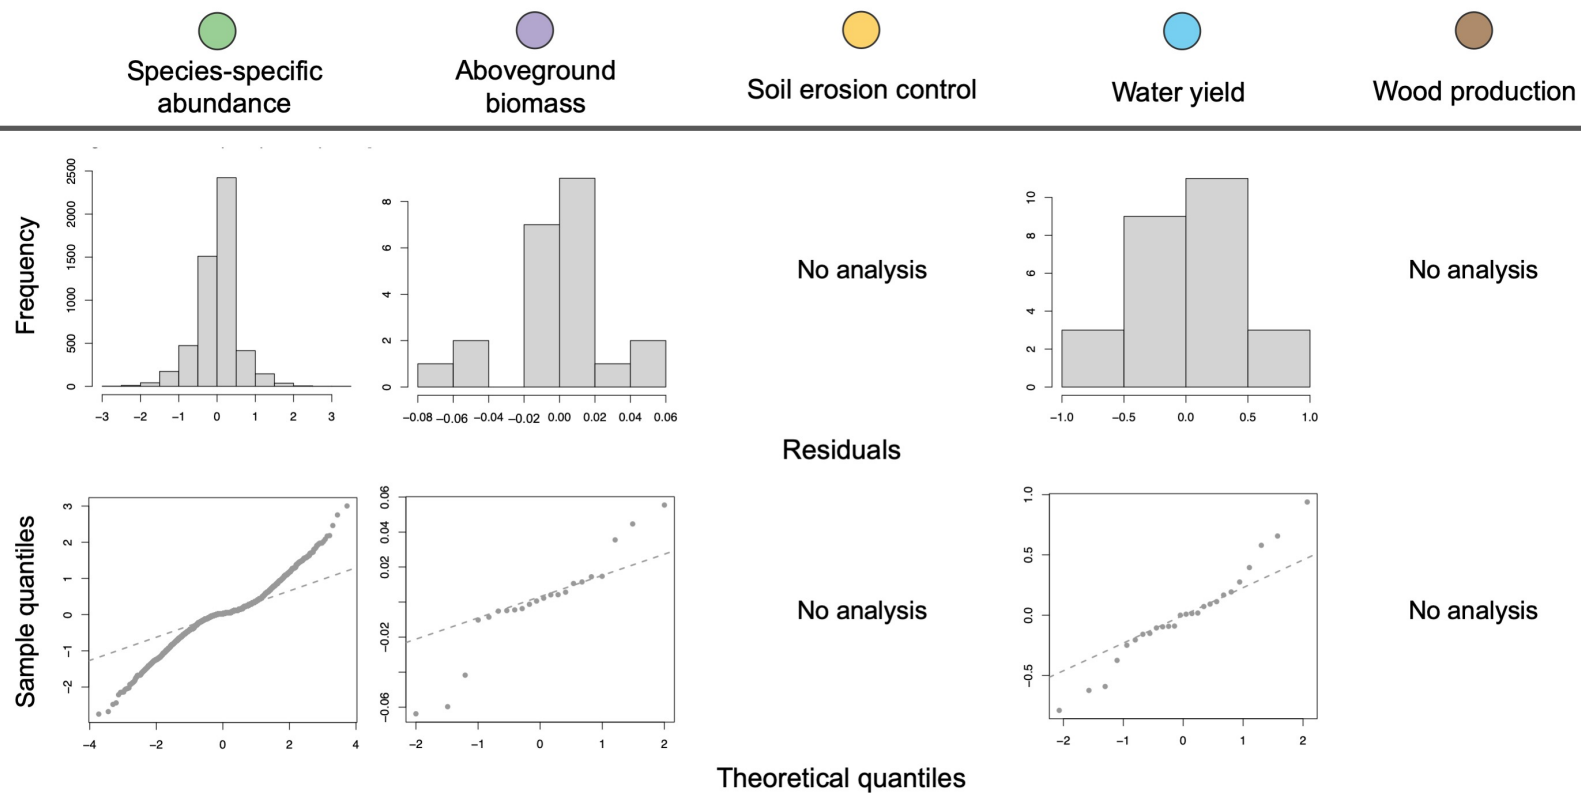 Species-specific
abundance
Aboveground
biomass
Soil erosion control
Water yield
Wood production
Frequency
2500
2000
1500
1000
500
0
−3 −2 −1 0 1 2 3
8
6
4
2
0
−0.08 −0.06 −0.04 −0.02 0.00 0.02 0.04 0.06
No analysis
10
8
6
4
2
0
−1.0 −0.5 0.0 0.5 1.0
No analysis
Residuals
Sample quantiles
3
2
1
0
−1
−2
−4 −2 0 2 4
0.06
0.04
0.02
−0.02
−0.06
−2 −1 0 1 2
No analysis
1.0
0.5
0.0
−0.5
−2 −1 0 1 2
No analysis
Theoretical quantiles